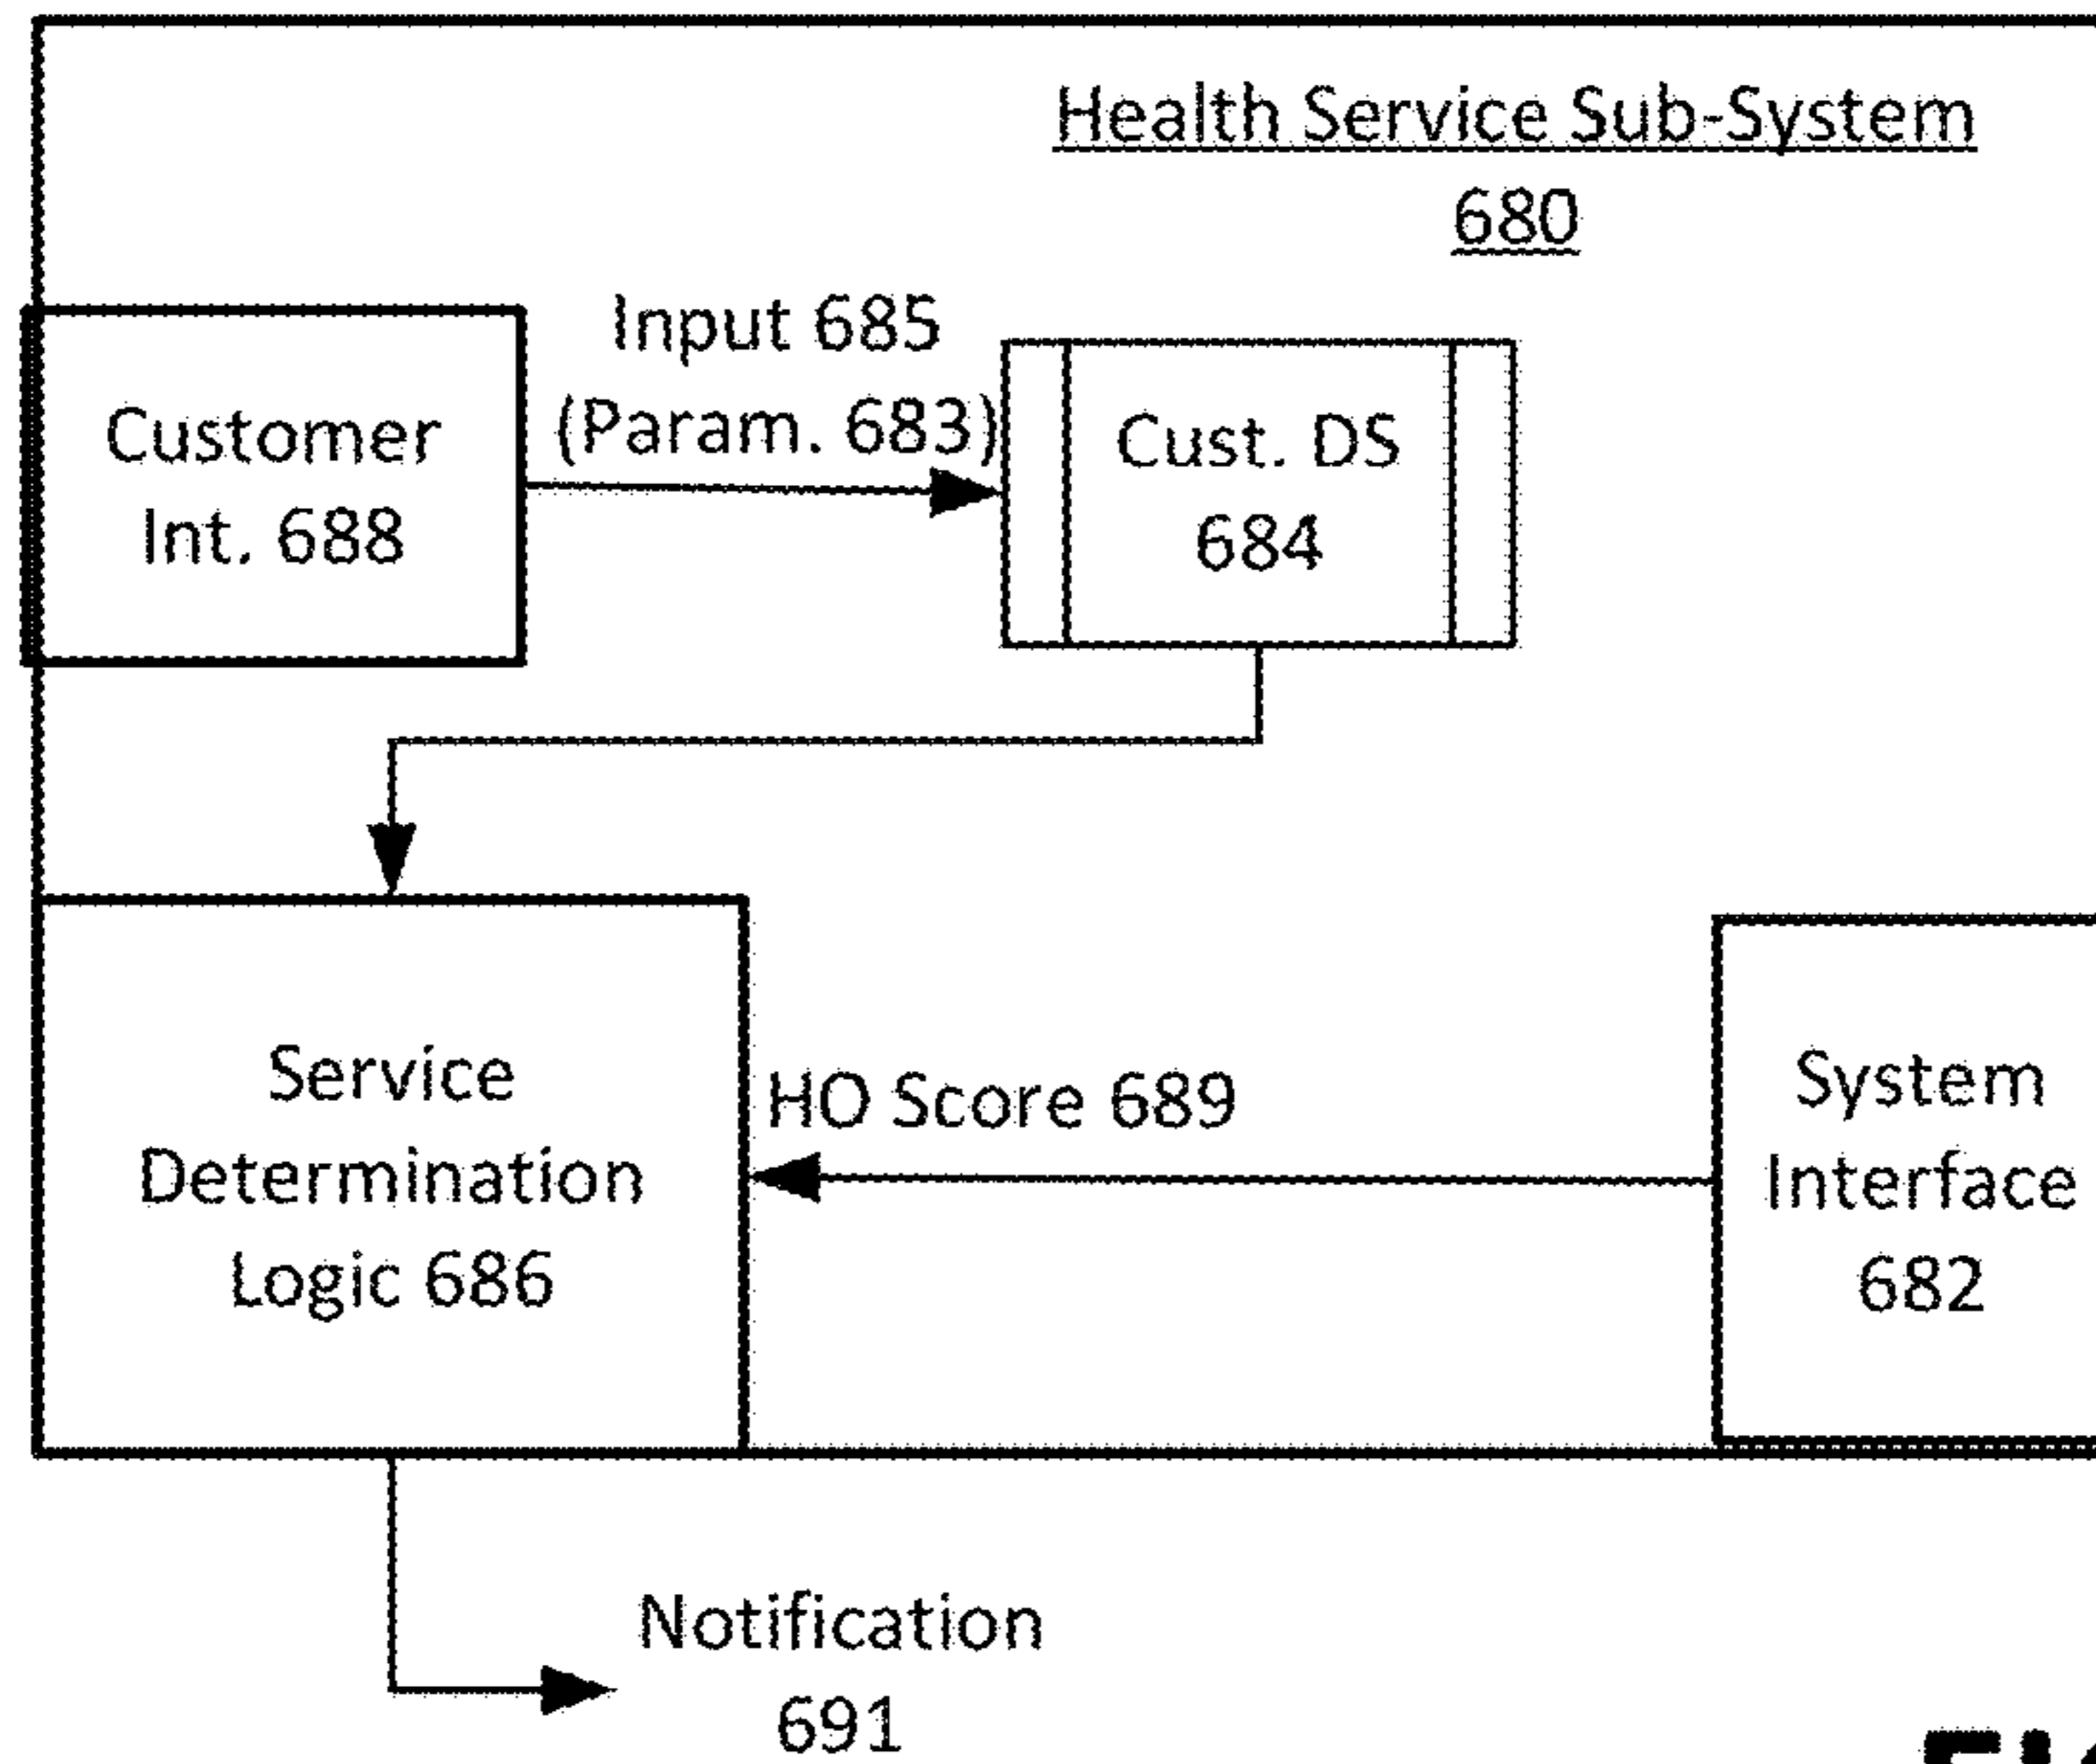 Health Service Sub-System
680
Input 685
(Param. 683)
Customer
Int. 688
Cust. DS
684
Service
Determination
Logic 686
HO Score 689
System
Interface
682
Notification
691